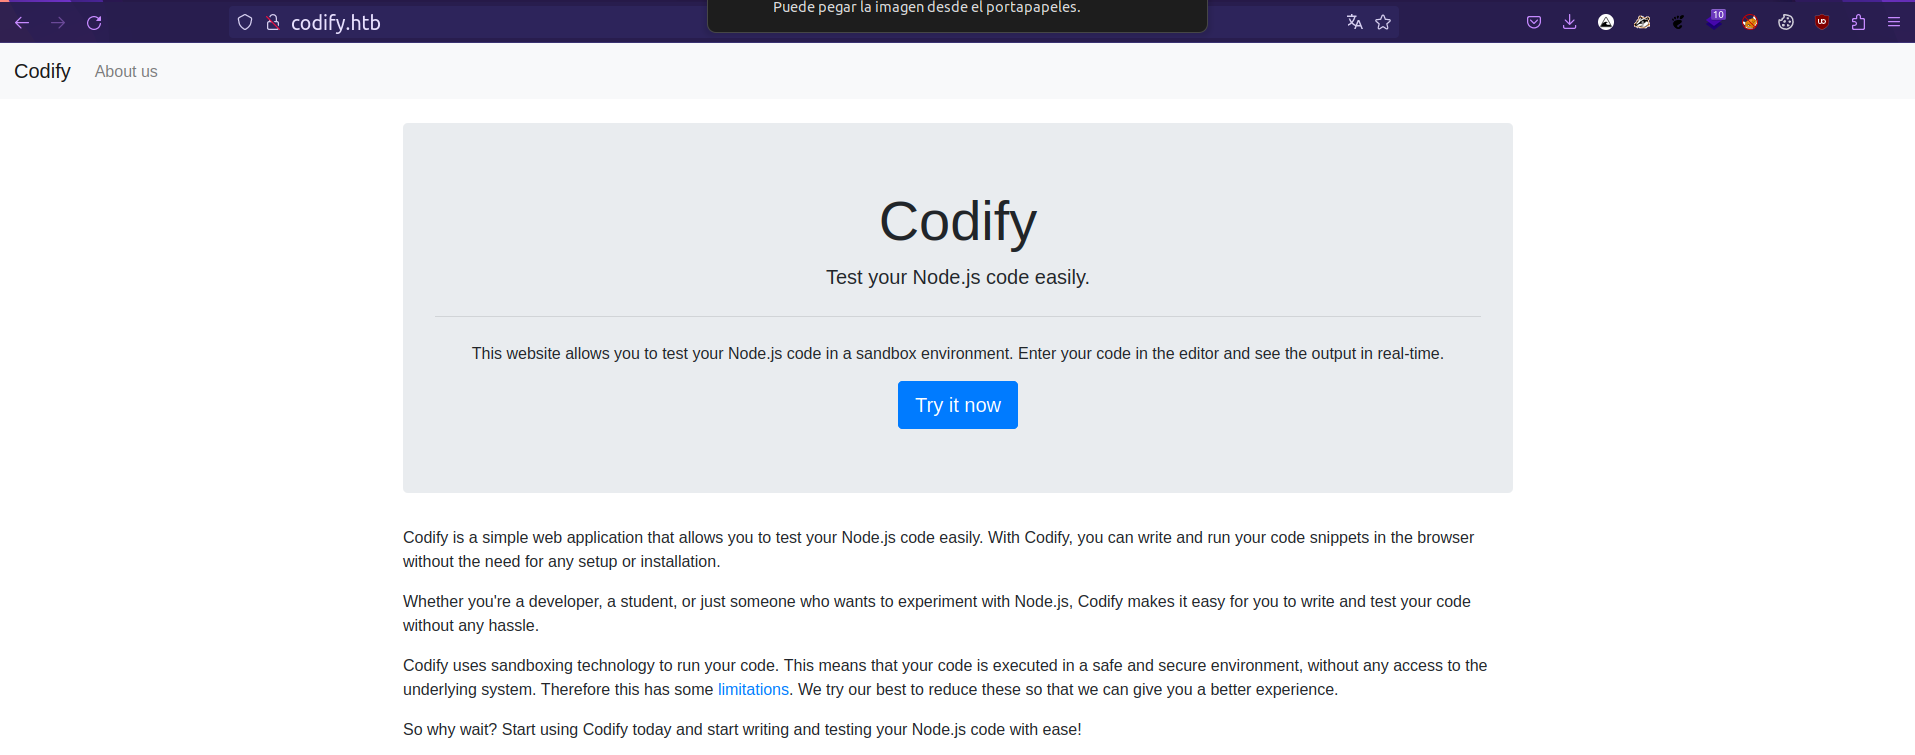 codify.htb
Puede pegar la imagen desde el portapapeles.
10
Codify About us
Codify
Test your Node.js code easily.
This website allows you to test your Node.js code in a sandbox environment. Enter your code in the editor and see the output in real-time.
Try it now
Codify is a simple web application that allows you to test your Node.js code easily. With Codify, you can write and run your code snippets in the browser
without the need for any setup or installation.
Whether you're a developer, a student, or just someone who wants to experiment with Node.js, Codify makes it easy for you to write and test your code
without any hassle.
Codify uses sandboxing technology to run your code. This means that your code is executed in a safe and secure environment, without any access to the
underlying system. Therefore this has some limitations. We try our best to reduce these so that we can give you a better experience.
So why wait? Start using Codify today and start writing and testing your Node.js code with ease!